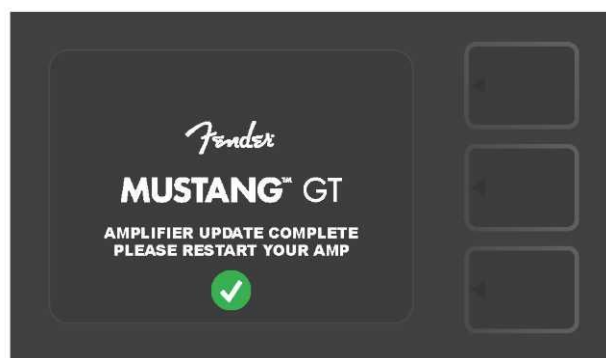 Fender
MUSTANG™ GT
AMPLIFIER UPDATE COMPLETE
PLEASE RESTART YOUR AMP